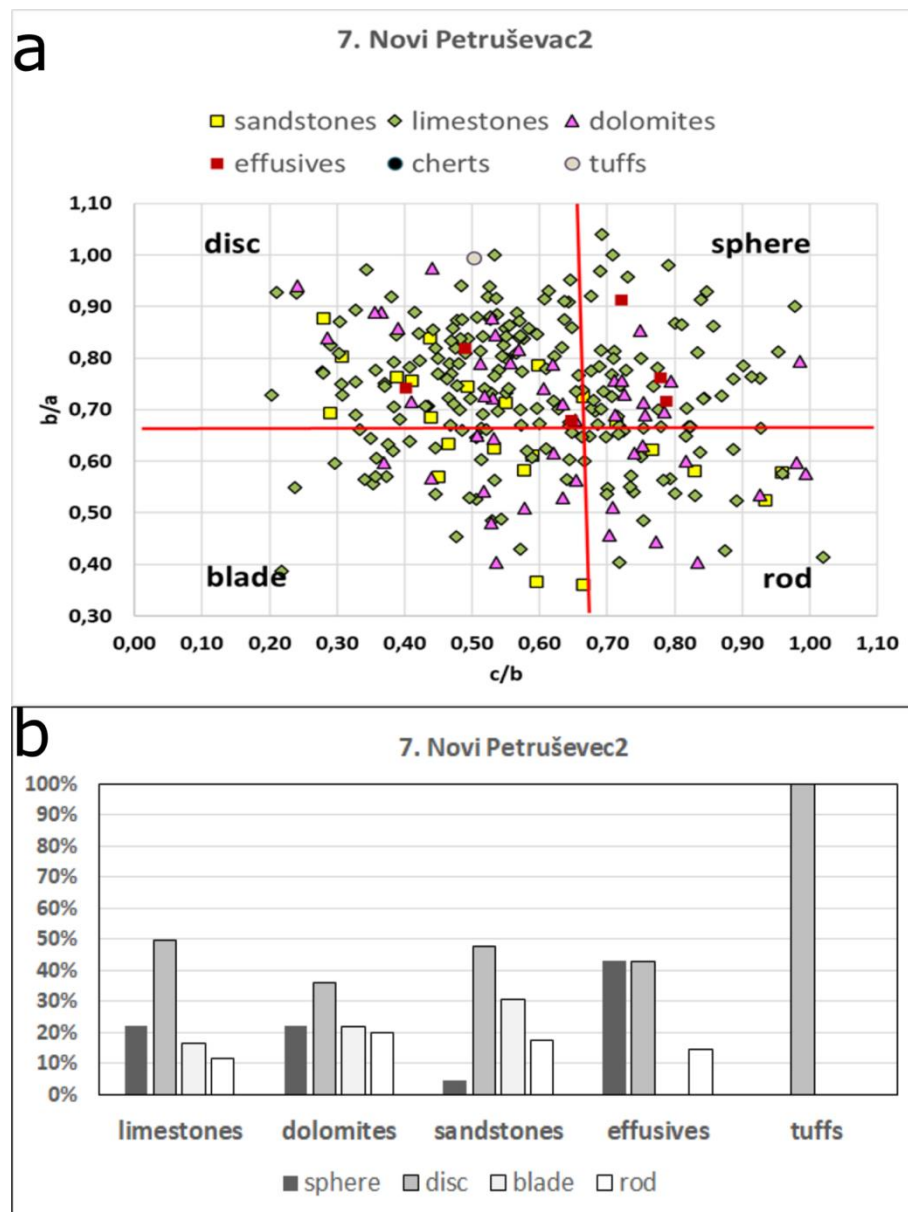 a
7. Novi Petruševac2
sandstones limestones dolomites
effusives cherts tuffs
1,10
1,00
0,90
0,80
0,70
0,60
0,50
0,40
0,30
b/a
disc sphere
blade rod
0,00 0,10 0,20 0,30 0,40 0,50 0,60 0,70 0,80 0,90 1,00 1,10
c/b
b
7. Novi Petruševec2
100%
90%
80%
70%
60%
50%
40%
30%
20%
10%
0%
limestones dolomites sandstones effusives tuffs
sphere disc blade rod